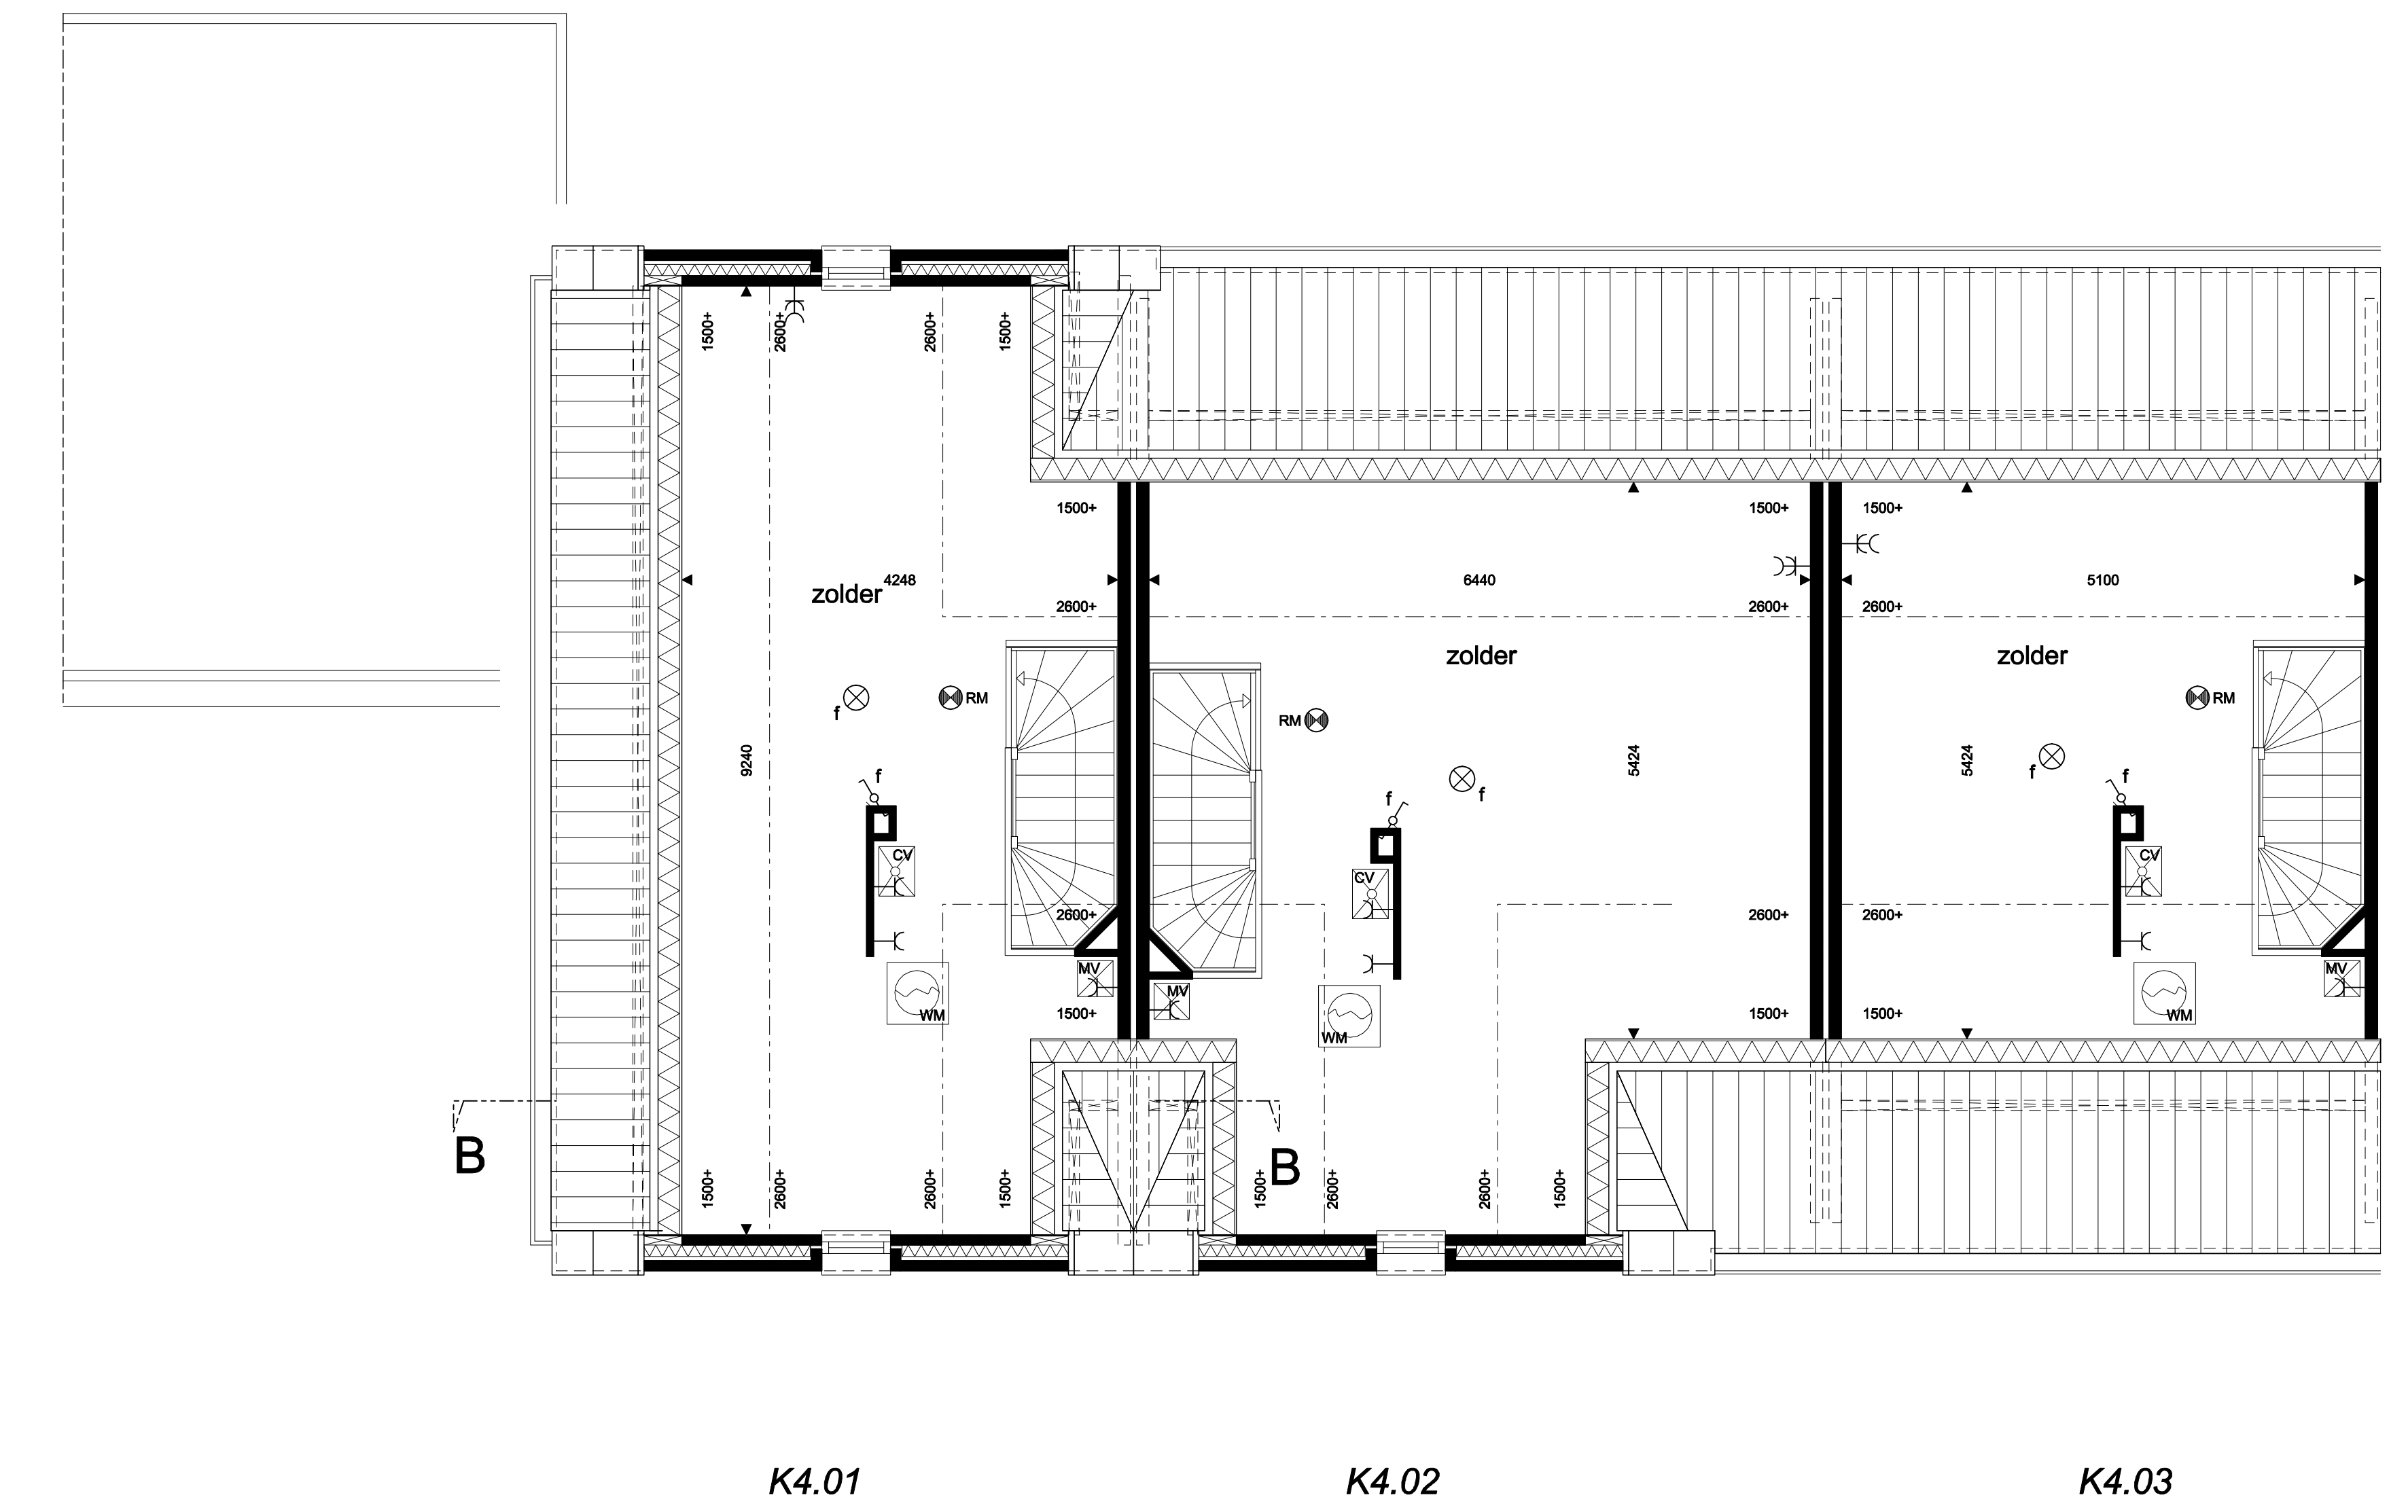 1500+ 2600+ 2600+ 1500+
1500+ 1500+ 1500+
4248 6440 5100
zolder
2600+ 2600+ 2600+
zolder zolder
f RM RM f RM f
9240 5424 5424
f f f
CV CV CV
2600+ 2600+ 2600+
MV MV MV
WM WM WM
1500+ 1500+ 1500+
B B
1500+ 2600+ 2600+ 1500+ 1500+ 2600+ 2600+ 1500+
K4.01 K4.02 K4.03